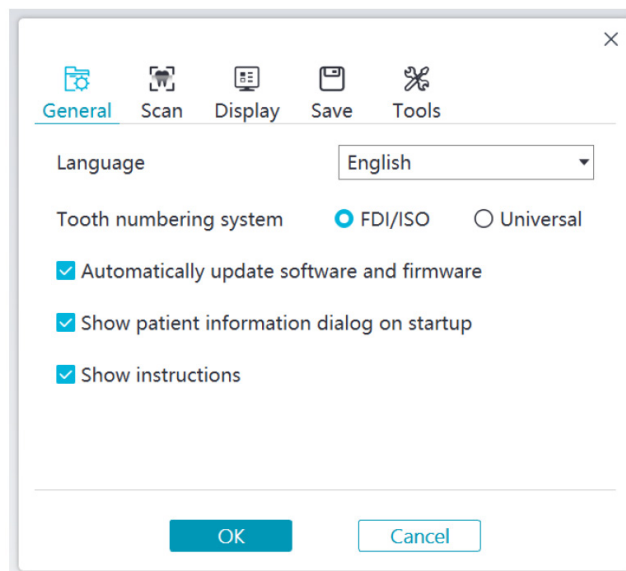 General Scan Display Save Tools
Language English
Tooth numbering system FDI/ISO Universal
Automatically update software and firmware
Show patient information dialog on startup
Show instructions
OK Cancel